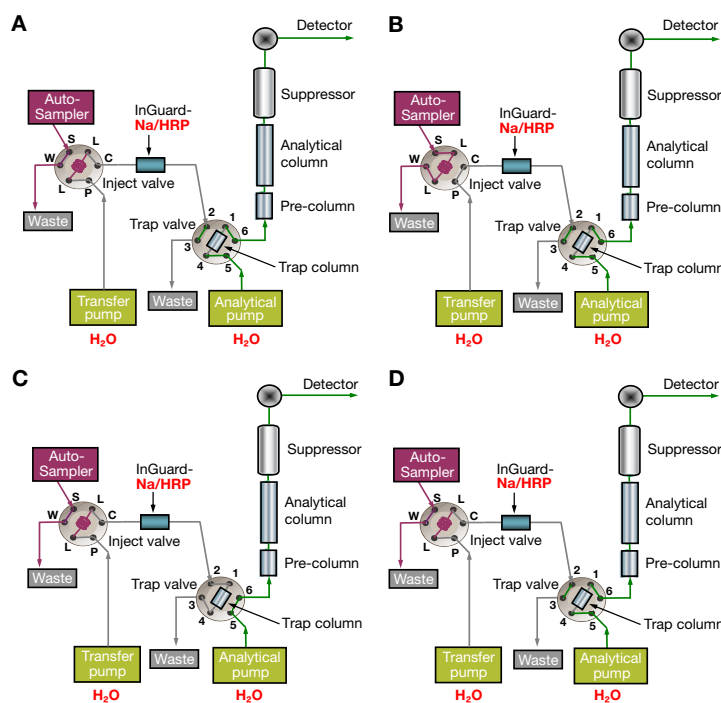 A
Detector
Suppressor
Analytical
column
Pre-column
Auto-
Sampler
InGuard-
Na/HRP
S
L
W
C
L
P
Inject valve
Waste
Trap valve
2
1
3
6
4
5
Trap column
Transfer
pump
Waste
Analytical
pump
H₂O
H₂O
B
Detector
Suppressor
Analytical
column
Pre-column
Auto-
Sampler
InGuard-
Na/HRP
S
L
W
C
L
P
Inject valve
Waste
Trap valve
2
1
3
6
4
5
Trap column
Transfer
pump
Waste
Analytical
pump
H₂O
H₂O
C
Detector
Suppressor
Analytical
column
Pre-column
Auto-
Sampler
InGuard-
Na/HRP
S
L
W
C
L
P
Inject valve
Waste
Trap valve
2
1
3
6
4
5
Trap column
Transfer
pump
Waste
Analytical
pump
H₂O
H₂O
D
Detector
Suppressor
Analytical
column
Pre-column
Auto-
Sampler
InGuard-
Na/HRP
S
L
W
C
L
P
Inject valve
Waste
Trap valve
2
1
3
6
4
5
Trap column
Transfer
pump
Waste
Analytical
pump
H₂O
H₂O